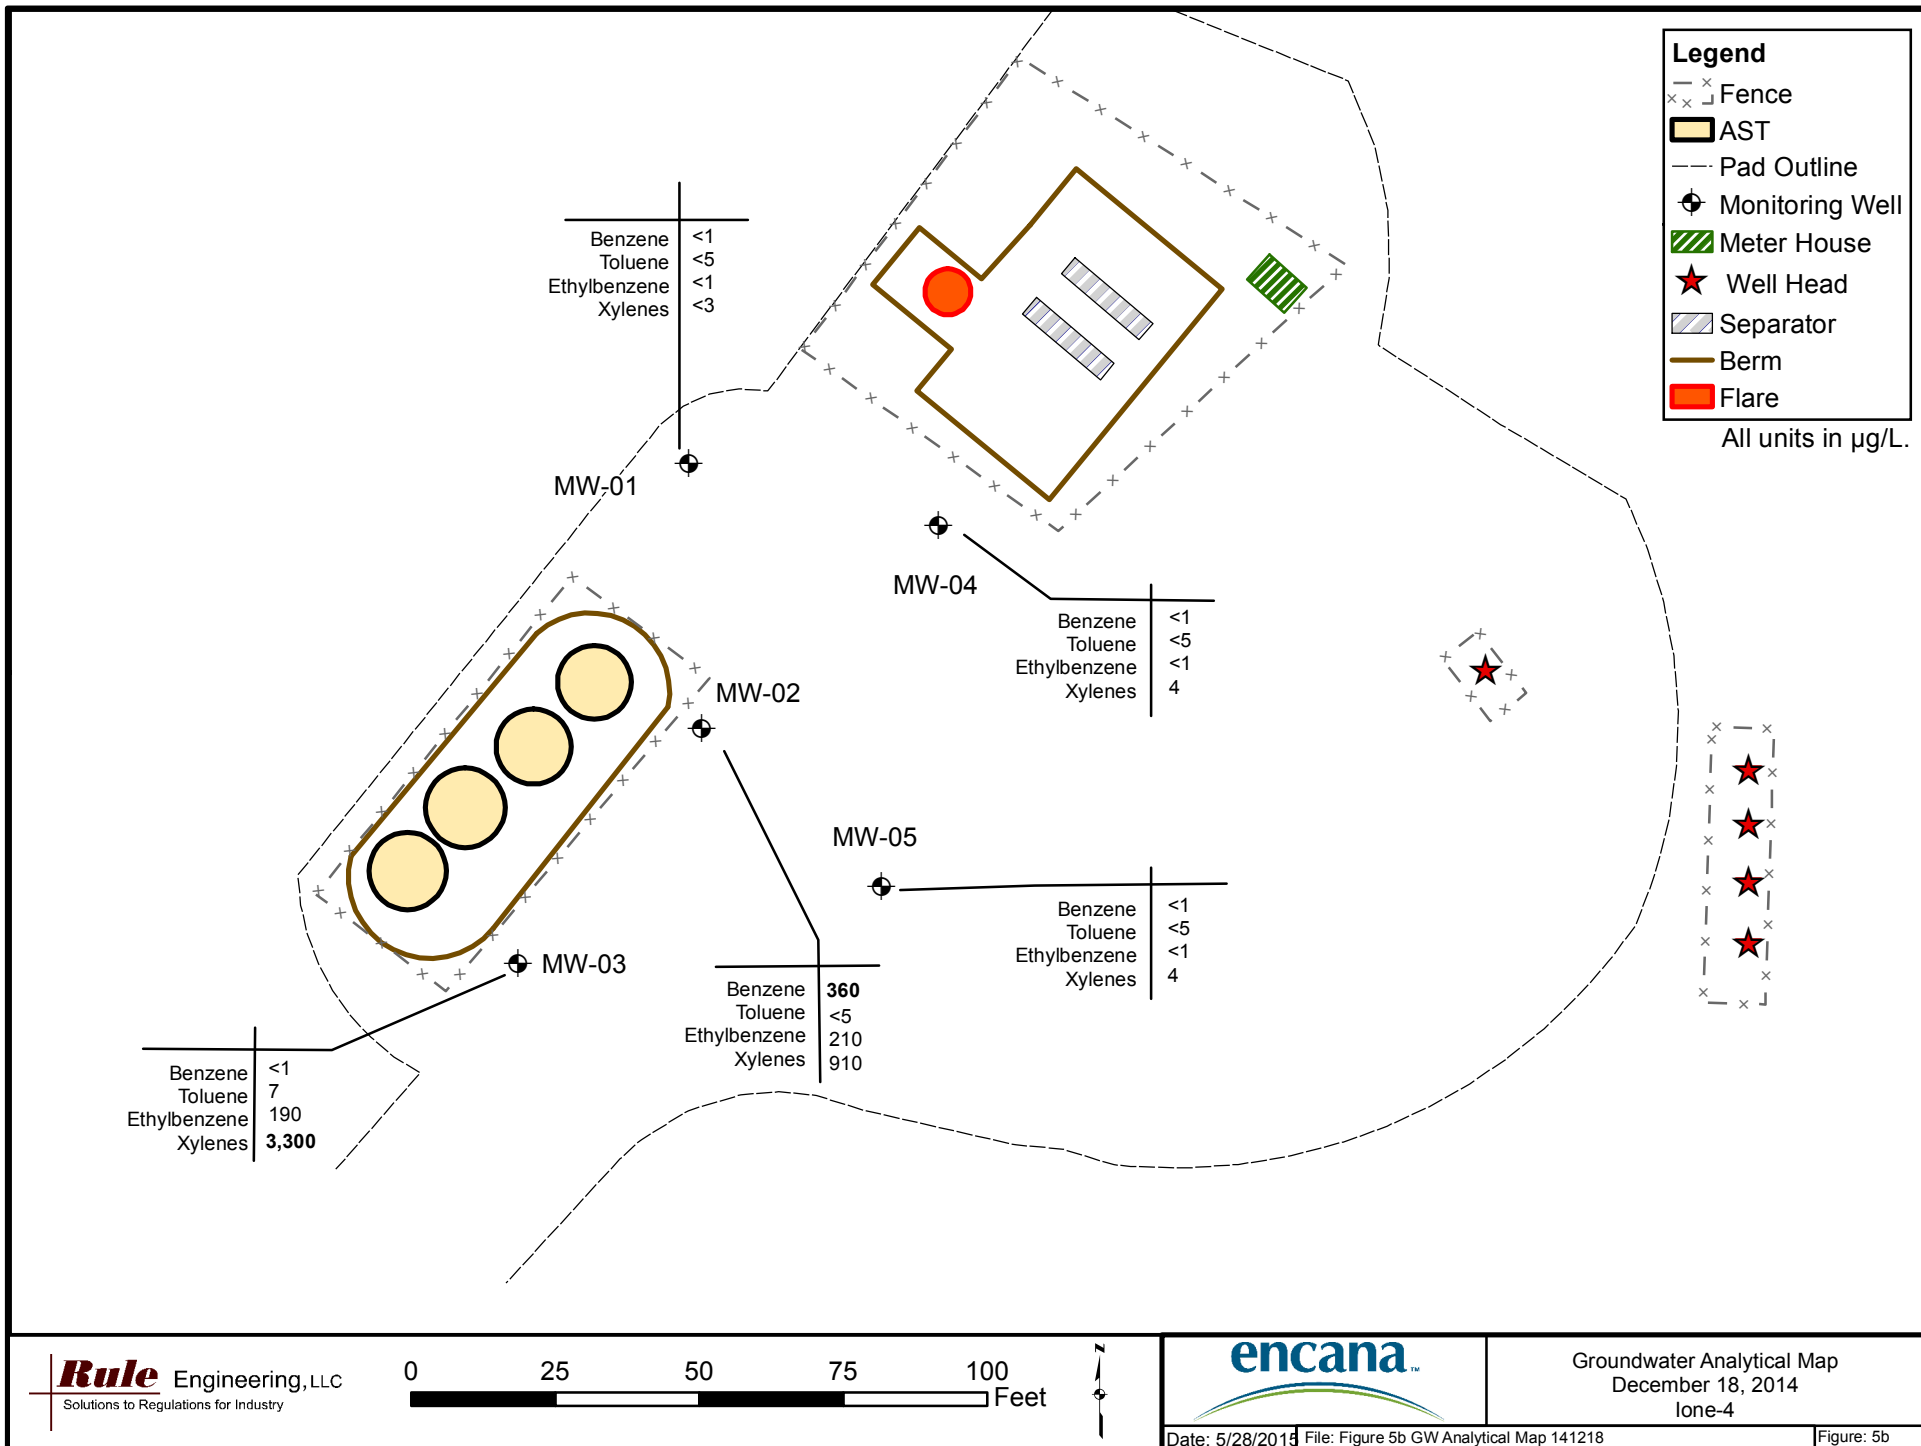 Legend
Fence
AST
Pad Outline
Monitoring Well
Meter House
Well Head
Separator
Berm
Flare
All units in µg/L.
Benzene <1
Toluene <5
Ethylbenzene <1
Xylenes <3
MW-01
MW-04
Benzene <1
Toluene <5
Ethylbenzene <1
Xylenes 4
MW-02
MW-05
Benzene <1
Toluene <5
Ethylbenzene <1
Xylenes 4
MW-03
Benzene 360
Toluene <5
Ethylbenzene 210
Xylenes 910
Benzene <1
Toluene 7
Ethylbenzene 190
Xylenes 3,300
Rule Engineering, LLC
Solutions to Regulations for Industry
0 25 50 75 100
Feet
N
encana™
Groundwater Analytical Map
December 18, 2014
Ione-4
Date: 5/28/2015
File: Figure 5b GW Analytical Map 141218
Figure: 5b